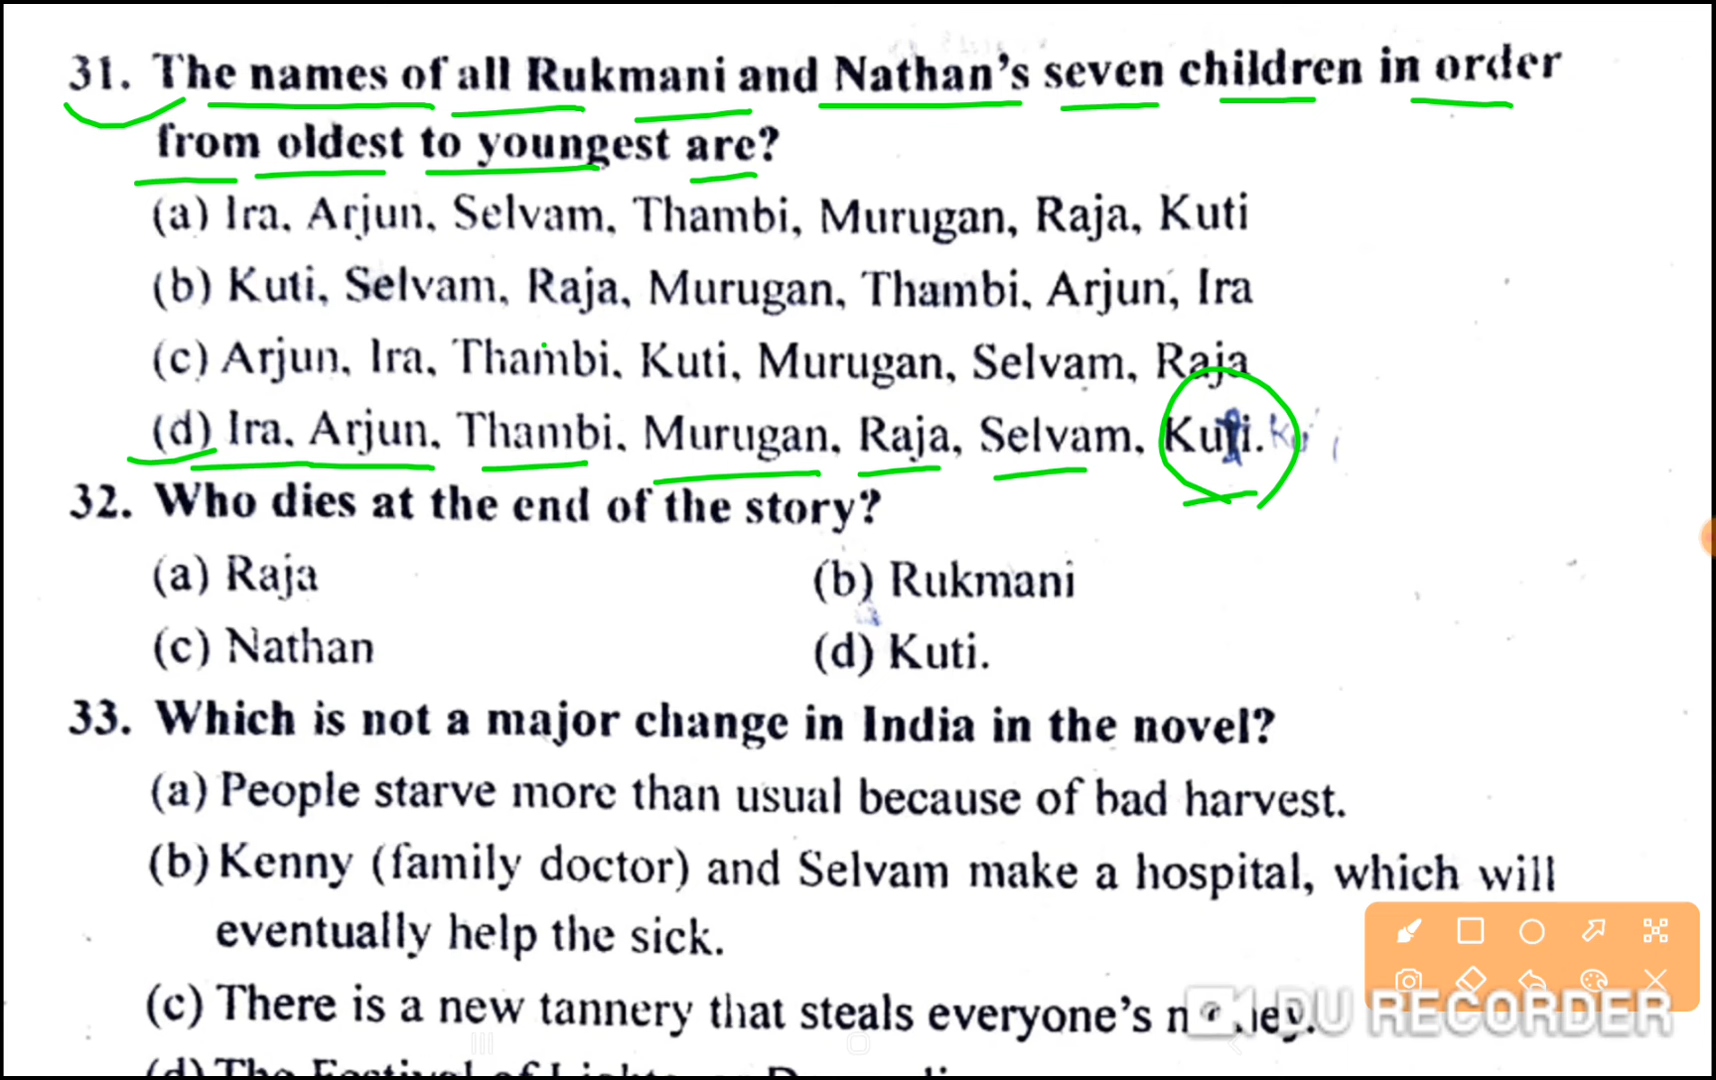 31. The names of all Rukmani and Nathan's seven children in order
from oldest to youngest are?
(a) Ira, Arjun, Selvam, Thambi, Murugan, Raja, Kuti
(b) Kuti, Selvam, Raja, Murugan, Thambi, Arjun, Ira
(c) Arjun, Ira, Thambi, Kuti, Murugan, Selvam, Raja
(d) Ira, Arjun, Thambi, Murugan, Raja, Selvam, Kuti.
32. Who dies at the end of the story?
(a) Raja (b) Rukmani
(c) Nathan (d) Kuti.
33. Which is not a major change in India in the novel?
(a) People starve more than usual because of bad harvest.
(b) Kenny (family doctor) and Selvam make a hospital, which will
eventually help the sick.
(c) There is a new tannery that steals everyone's money.
DU RECORDER
(d) The Festival of Lights